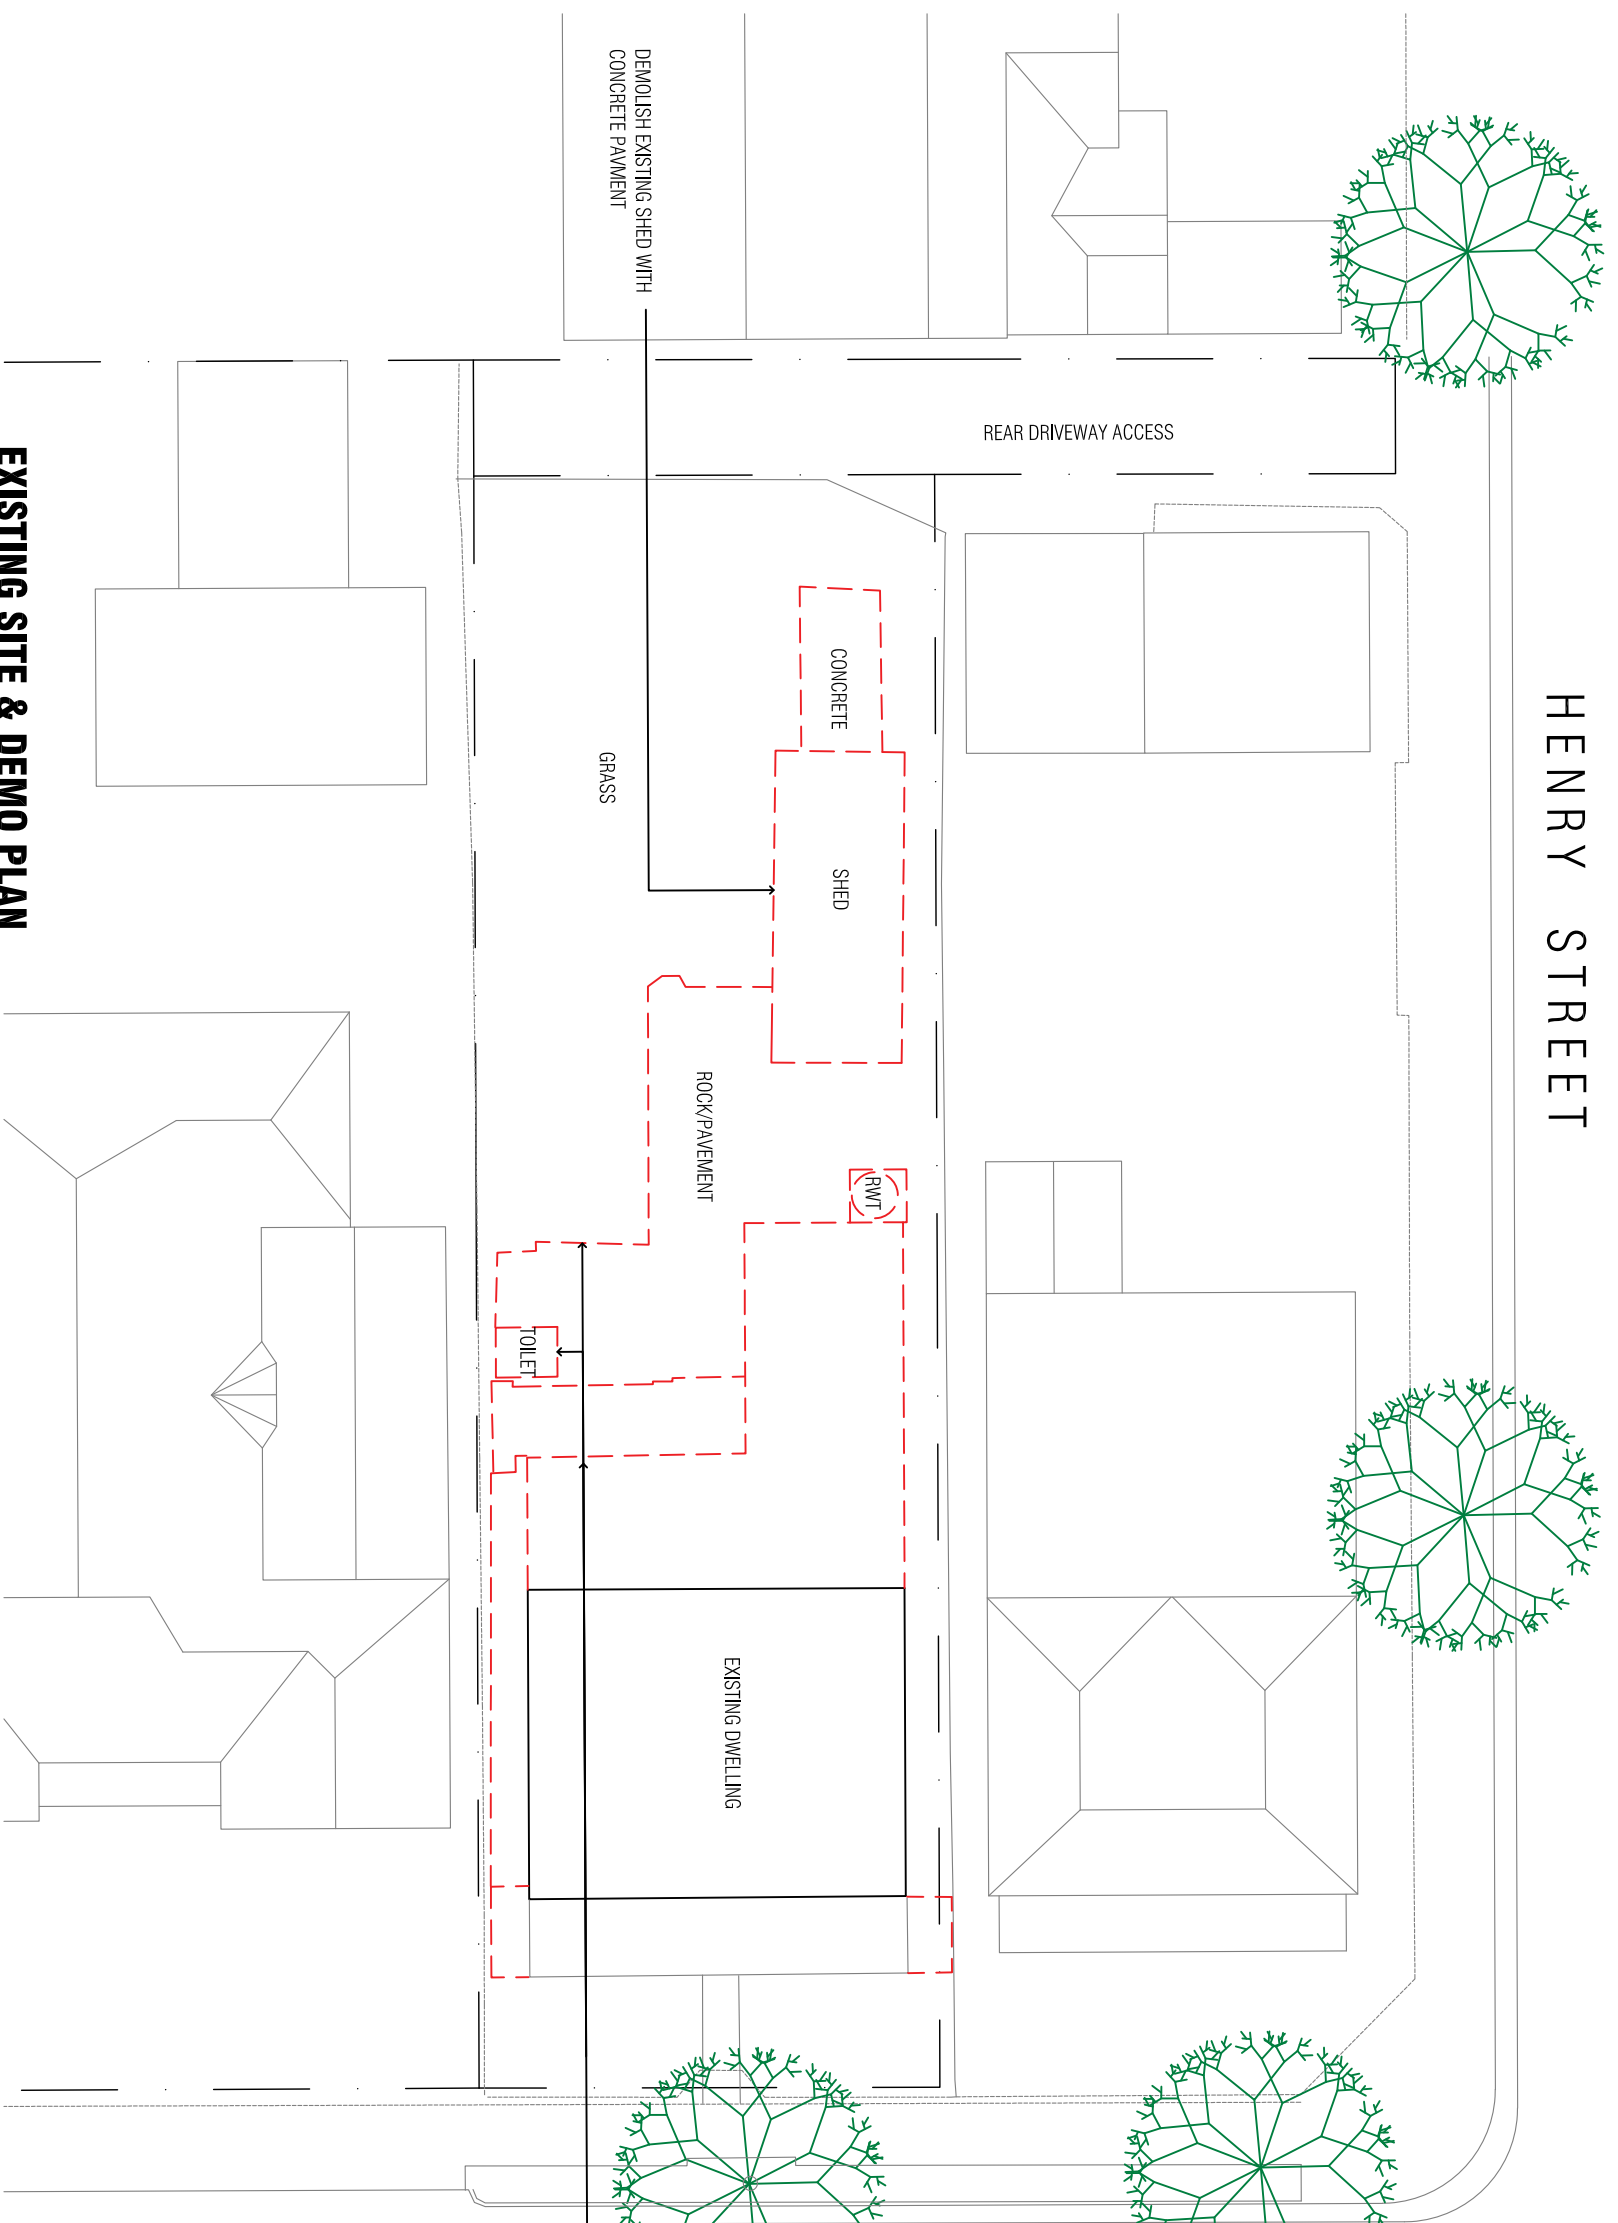 HENRY STREET
DEMOLISH EXISTING SHED WITH
CONCRETE PAVMENT
REAR DRIVEWAY ACCESS
CONCRETE
GRASS
SHED
ROCK/PAVEMENT
RWT
TOILET
EXISTING DWELLING
EXISTING SITE & DEMO PLAN